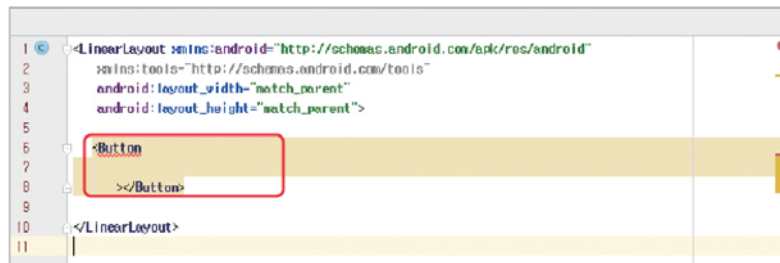 1 <LinearLayout xmlns:android="http://schemas.android.com/apk/res/android"
2 xmlns:tools="http://schemas.android.com/tools"
3 android:layout_width="match_parent"
4 android:layout_height="match_parent">
5
6 <Button
7
8 ></Button>
9
10 </LinearLayout>
11